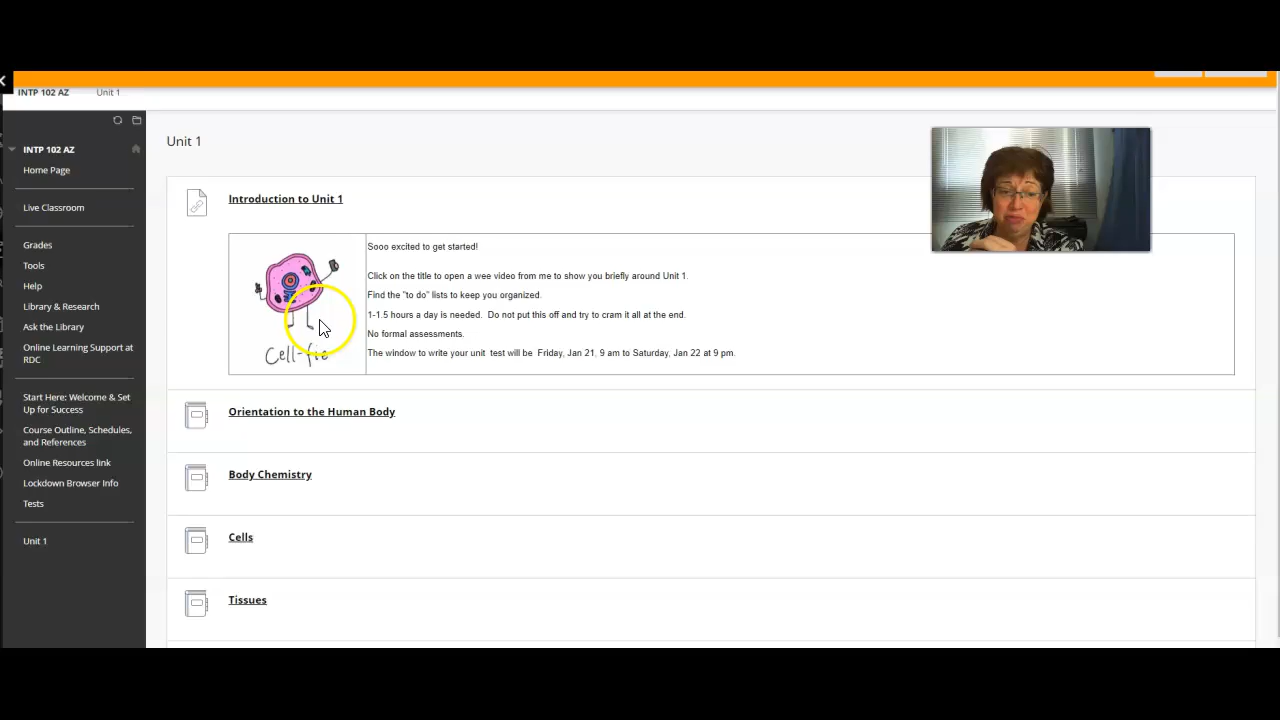 INTP 102 AZ
Unit 1
INTP 102 AZ
Home Page
Live Classroom
Grades
Tools
Help
Library & Research
Ask the Library
Online Learning Support at
RDC
Start Here: Welcome & Set
Up for Success
Course Outline, Schedules,
and References
Online Resources link
Lockdown Browser Info
Tests
Unit 1
Unit 1
Introduction to Unit 1
Cell-fie
Sooo excited to get started!
Click on the title to open a wee video from me to show you briefly around Unit 1.
Find the "to do" lists to keep you organized.
1-1.5 hours a day is needed. Do not put this off and try to cram it all at the end.
No formal assessments.
The window to write your unit test will be Friday, Jan 21, 9 am to Saturday, Jan 22 at 9 pm.
Orientation to the Human Body
Body Chemistry
Cells
Tissues